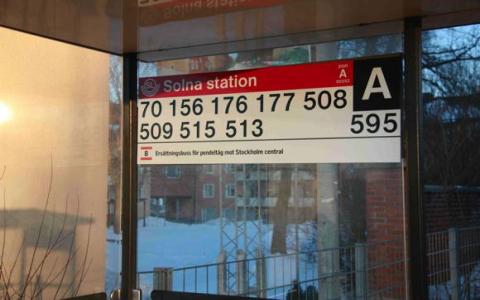 Solna station
A
A
70 156 176 177 508
509 515 513 595
B Ersättningsbuss för pendeltåg mot Stockholm central